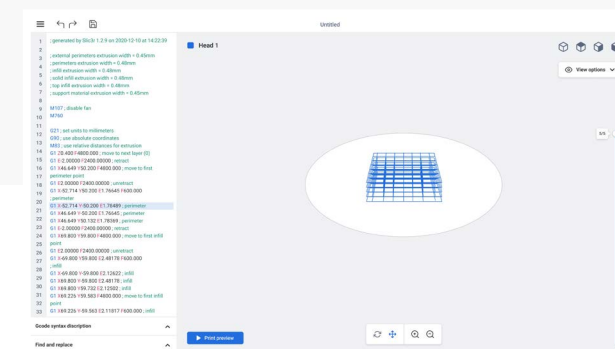 Untitled
1 ; generated by Slic3r 1.2.9 on 2020-12-10 at 14:22:39
2
3 ; external perimeters extrusion width = 0.45mm
4 ; perimeters extrusion width = 0.48mm
5 ; infill extrusion width = 0.48mm
6 ; solid infill extrusion width = 0.48mm
7 ; top infill extrusion width = 0.48mm
; support material extrusion width = 0.45mm
8
9 M107 ; disable fan
10 M760
11
12 G21 ; set units to millimeters
13 G90 ; use absolute coordinates
M83 ; use relative distances for extrusion
14 G1 Z0.400 F4800.000 ; move to next layer (0)
15 G1 E-2.00000 F2400.00000 ; retract
16 G1 X46.649 Y50.200 F4800.000 ; move to first
17 perimeter point
18 G1 E2.00000 F2400.00000 ; unretract
19 G1 X-52.714 Y50.200 E1.76645 F600.000
20 ; perimeter
21 G1 X-52.714 Y-50.200 E1.78489 ; perimeter
22 G1 X46.649 Y-50.200 E1.76645 ; perimeter
23 G1 X46.649 Y50.132 E1.78369 ; perimeter
24 G1 E-2.00000 F2400.00000 ; retract
G1 X69.800 Y59.800 F4800.000 ; move to first infill
25 point
26 G1 E2.00000 F2400.00000 ; unretract
27 G1 X-69.800 Y59.800 E2.48178 F600.000
; infill
28 G1 X-69.800 Y-59.800 E2.12622 ; infill
29 G1 X69.800 Y-59.800 E2.48178 ; infill
30 G1 X69.800 Y59.732 E2.12502 ; infill
31 G1 X69.226 Y59.583 F4800.000 ; move to first infill
32 point
33 G1 X69.226 Y-59.583 E2.11817 F600.000 ; infill
Gcode syntax discription
Find and replace
Head 1
View options
Print preview